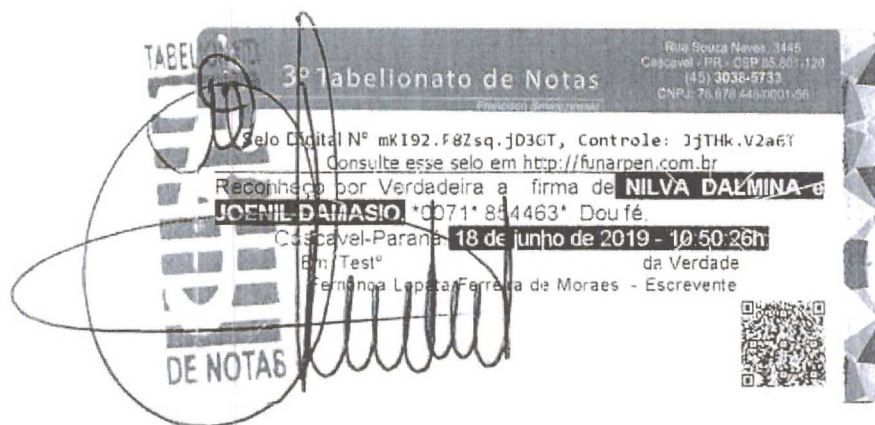 Rua Souza Naves, 3445
Cascavel - PR - CEP 85.801-120
(45) 3038-5733
CNPJ: 76.678.448/0001-56
3º Tabelionato de Notas
Selo Digital Nº mKI92.F8Zsq.jD3GT, Controle: JjTHk.V2a6Y
Consulte esse selo em http://funarpen.com.br
Reconheço por Verdadeira a firma de NILVA DALMINA e
JOENIL DAMASIO. *0071* 854463*. Dou fé.
Cascavel-Paraná 18 de junho de 2019 - 10:50:26h
Em Testº da Verdade
Fernanda Ferreira de Moraes - Escrevente
DE NOTAS